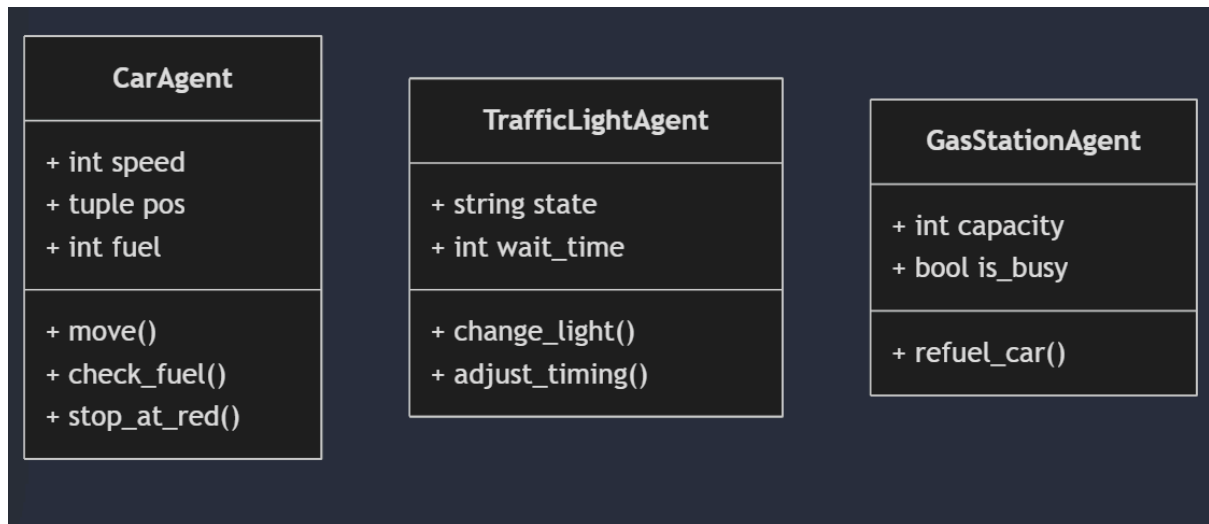 CarAgent
+ int speed
+ tuple pos
+ int fuel
+ move()
+ check_fuel()
+ stop_at_red()
TrafficLightAgent
+ string state
+ int wait_time
+ change_light()
+ adjust_timing()
GasStationAgent
+ int capacity
+ bool is_busy
+ refuel_car()